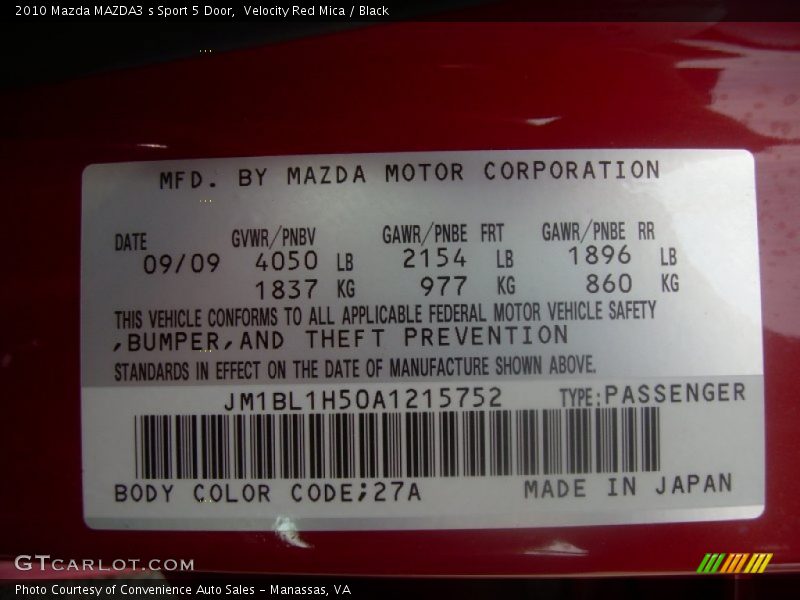 2010 Mazda MAZDA3 s Sport 5 Door,  Velocity Red Mica / Black
MFD. BY MAZDA MOTOR CORPORATION
DATE GVWR/PNBV GAWR/PNBE FRT GAWR/PNBE RR
09/09 4050 LB 2154 LB 1896 LB
1837 KG 977 KG 860 KG
THIS VEHICLE CONFORMS TO ALL APPLICABLE FEDERAL MOTOR VEHICLE SAFETY
,BUMPER,AND THEFT PREVENTION
STANDARDS IN EFFECT ON THE DATE OF MANUFACTURE SHOWN ABOVE.
JM1BL1H50A1215752 TYPE:PASSENGER
BODY COLOR CODE;27A MADE IN JAPAN
GTcarlot.com
Photo Courtesy of Convenience Auto Sales - Manassas, VA